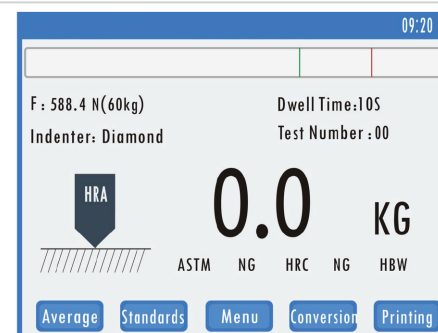 09:20
F : 588.4 N(60kg) Dwell Time:10S
Indenter: Diamond Test Number :00
HRA
0.0 KG
ASTM NG HRC NG HBW
Average Standards Menu Conversion Printing